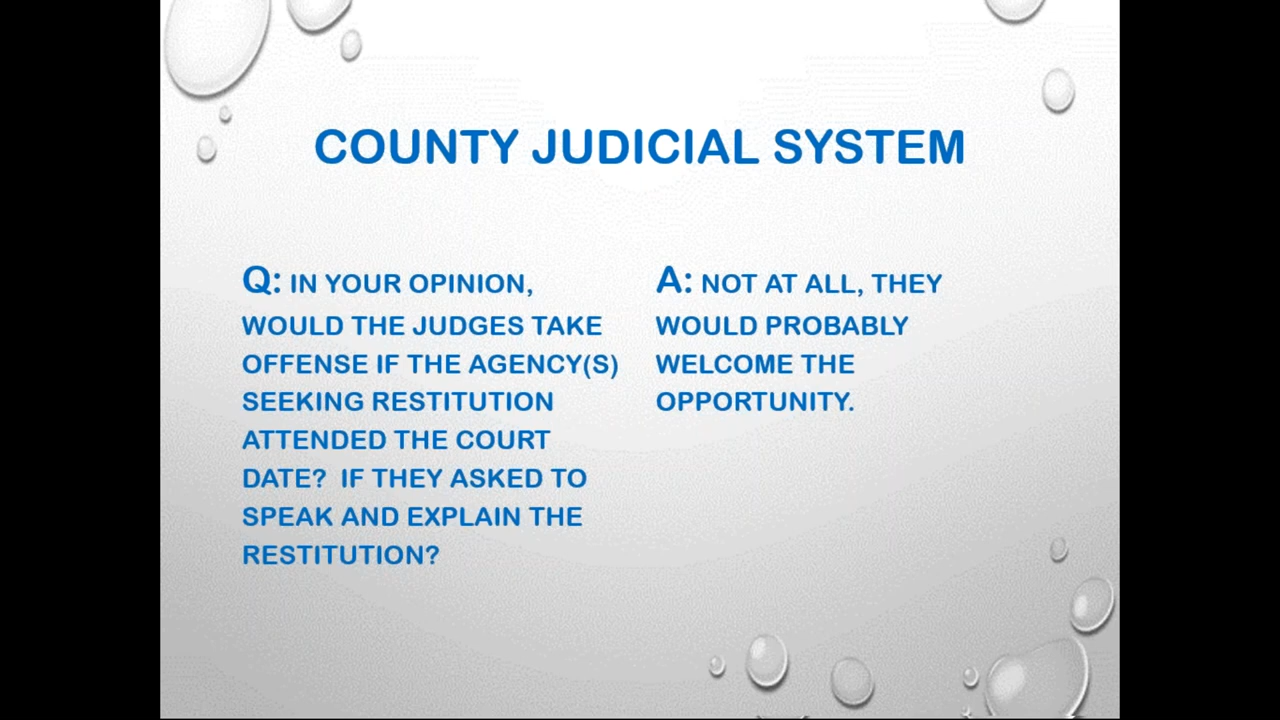 COUNTY JUDICIAL SYSTEM
Q: IN YOUR OPINION,
WOULD THE JUDGES TAKE
OFFENSE IF THE AGENCY(S)
SEEKING RESTITUTION
ATTENDED THE COURT
DATE?  IF THEY ASKED TO
SPEAK AND EXPLAIN THE
RESTITUTION?
A: NOT AT ALL, THEY
WOULD PROBABLY
WELCOME THE
OPPORTUNITY.